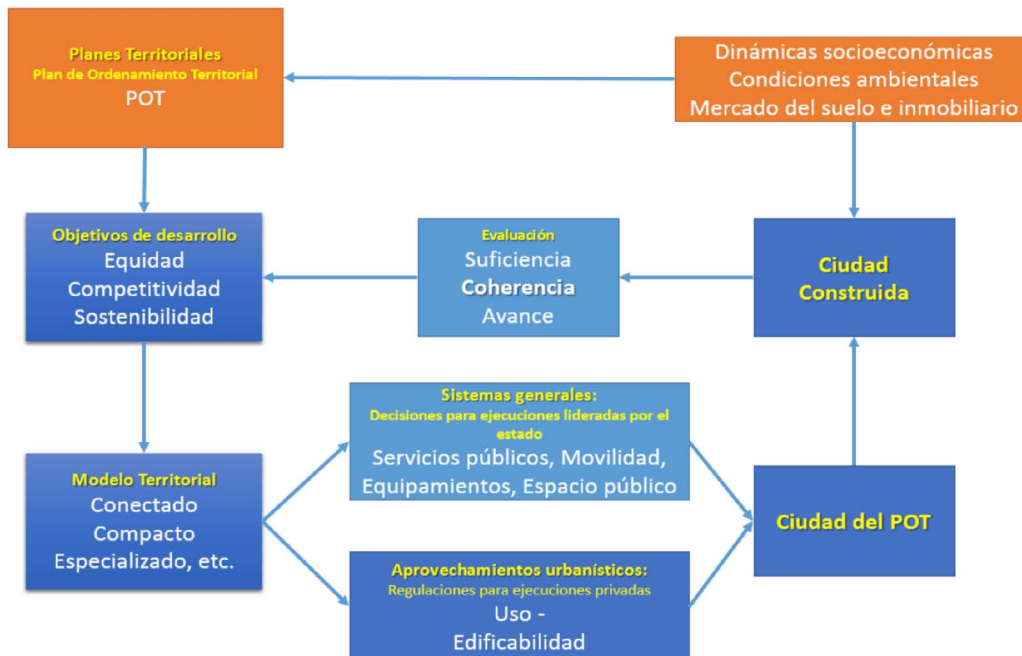 Planes Territoriales
Plan de Ordenamiento Territorial
POT
Dinámicas socioeconómicas
Condiciones ambientales
Mercado del suelo e inmobiliario
Objetivos de desarrollo
Equidad
Competitividad
Sostenibilidad
Evaluación
Suficiencia
Coherencia
Avance
Ciudad
Construida
Modelo Territorial
Conectado
Compacto
Especializado, etc.
Sistemas generales:
Decisiones para ejecuciones lideradas por el
estado
Servicios públicos, Movilidad,
Equipamientos, Espacio público
Aprovechamientos urbanísticos:
Regulaciones para ejecuciones privadas
Uso -
Edificabilidad
Ciudad del POT